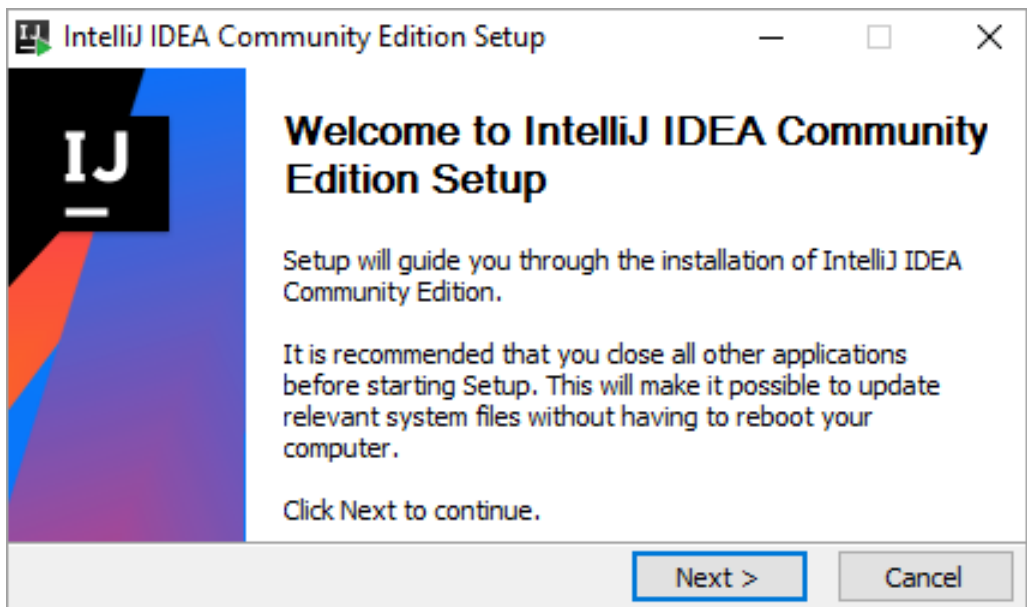 IntelliJ IDEA Community Edition Setup
IJ
Welcome to IntelliJ IDEA Community
Edition Setup
Setup will guide you through the installation of IntelliJ IDEA
Community Edition.
It is recommended that you close all other applications
before starting Setup. This will make it possible to update
relevant system files without having to reboot your
computer.
Click Next to continue.
Next >
Cancel